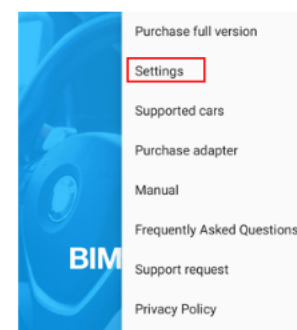 Purchase full version
Settings
Supported cars
Purchase adapter
Manual
Frequently Asked Questions
BIM
Support request
Privacy Policy